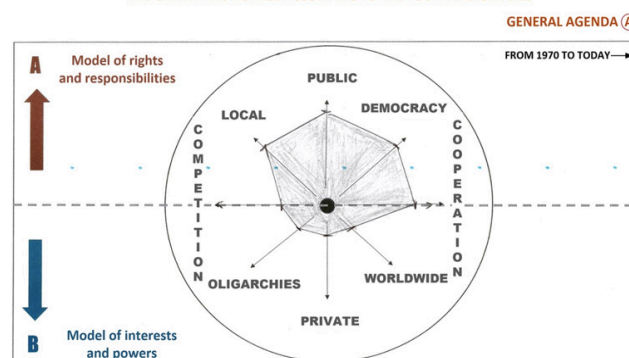 GENERAL AGENDA A
A
Model of rights
and responsibilities
FROM 1970 TO TODAY
PUBLIC
LOCAL
DEMOCRACY
COMPETITION
COOPERATION
OLIGARCHIES
WORLDWIDE
PRIVATE
B
Model of interests
and powers